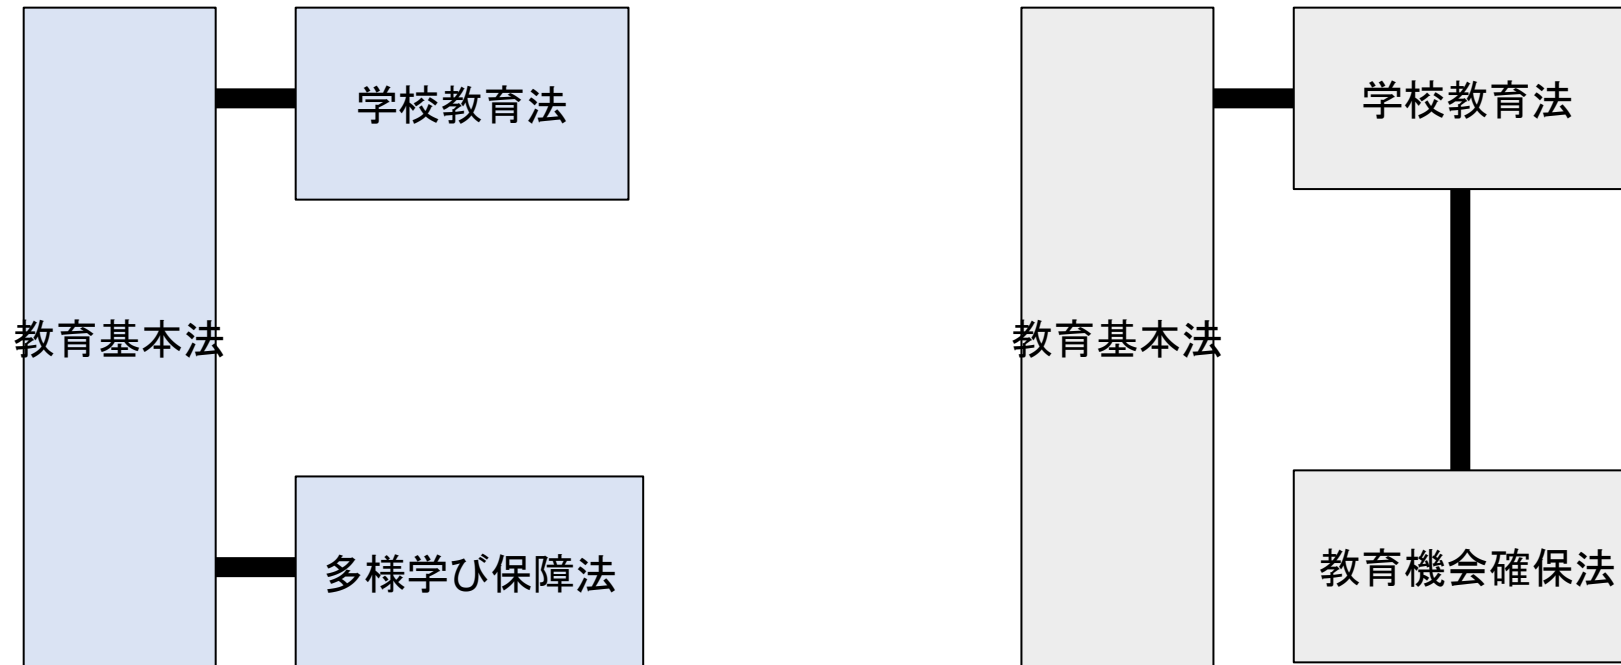 学校教育法
教育基本法
多様学び保障法
学校教育法
教育基本法
教育機会確保法